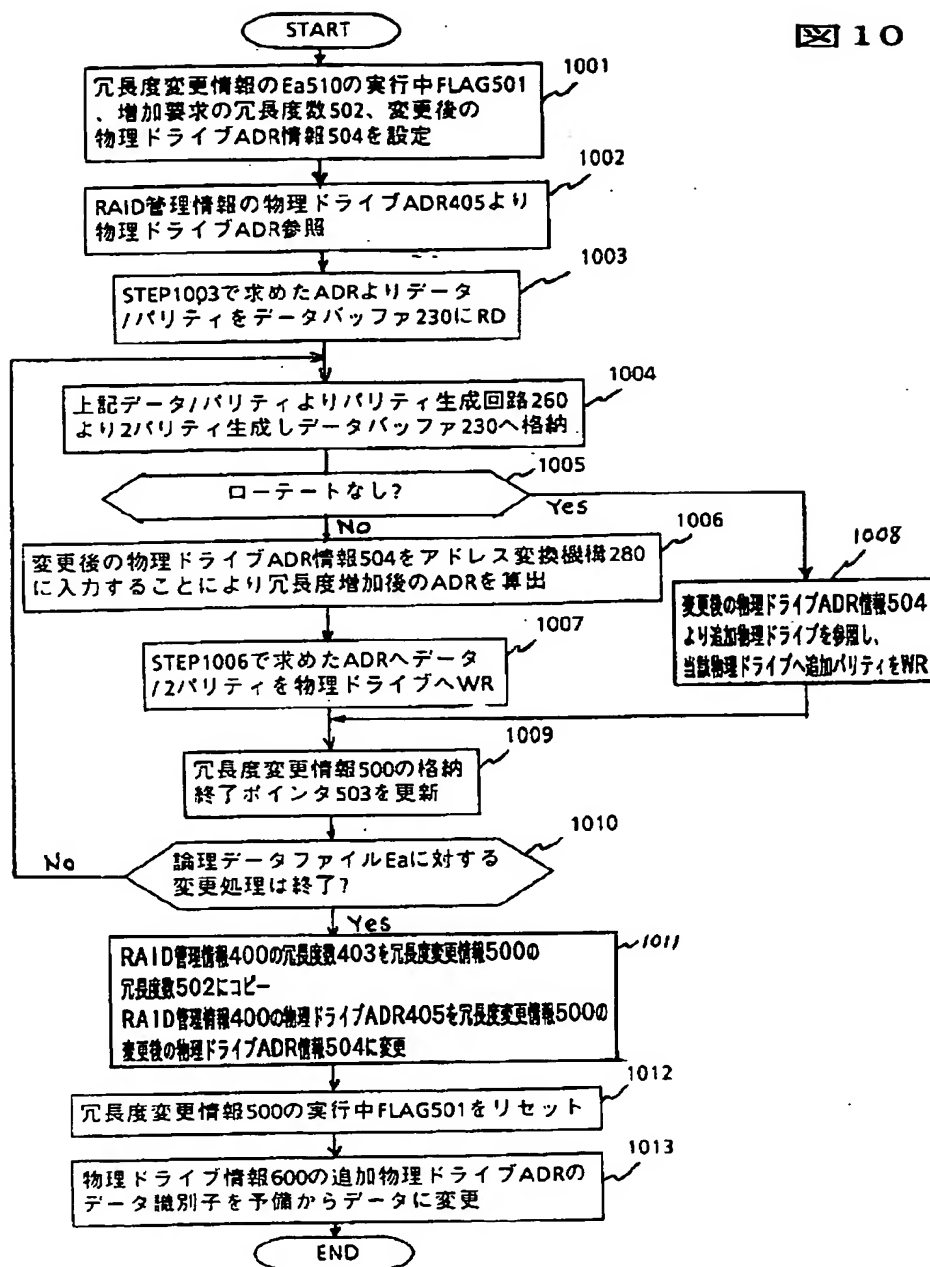 図10
START
1001
冗長度変更情報のEa510の実行中FLAG501
、増加要求の冗長度数502、変更後の
物理ドライブADR情報504を設定
1002
RAID管理情報の物理ドライブADR405より
物理ドライブADR参照
1003
STEP1003で求めたADRよりデータ
/パリティをデータバッファ230にRD
1004
上記データ/パリティよりパリティ生成回路260
より2パリティ生成しデータバッファ230へ格納
1005
ローテートなし?
Yes
No
1006
変更後の物理ドライブADR情報504をアドレス変換機構280
に入力することにより冗長度増加後のADRを算出
1008
変更後の物理ドライブADR情報504
より追加物理ドライブを参照し、
当該物理ドライブへ追加パリティをWR
1007
STEP1006で求めたADRへデータ
/2パリティを物理ドライブへWR
1009
冗長度変更情報500の格納
終了ポインタ503を更新
1010
No
論理データファイルEaに対する
変更処理は終了?
Yes
1011
RAID管理情報400の冗長度数403を冗長度変更情報500の
冗長度数502にコピー
RAID管理情報400の物理ドライブADR405を冗長度変更情報500の
変更後の物理ドライブADR情報504に変更
1012
冗長度変更情報500の実行中FLAG501をリセット
1013
物理ドライブ情報600の追加物理ドライブADRの
データ識別子を予備からデータに変更
END